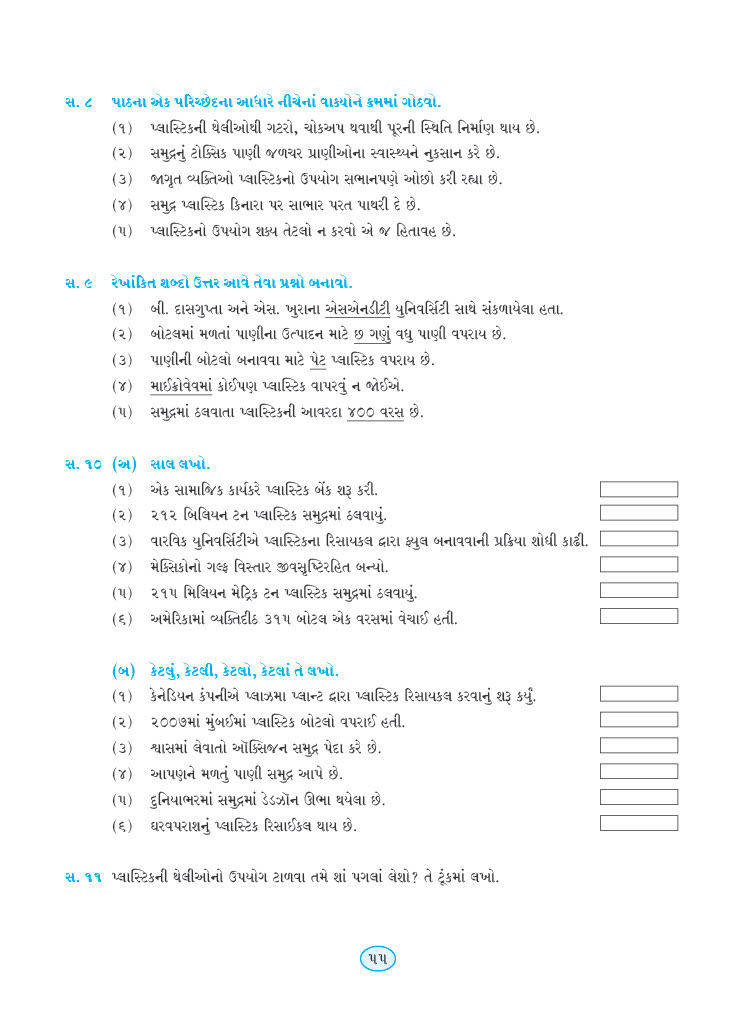 સ. ૮ પાઠના એક પરિચ્છેદના આધારે નીચેનાં વાક્યોને ક્રમમાં ગોઠવો.
(૧) પ્લાસ્ટિકની થેલીઓથી ગટરો, ચોકઅપ થવાથી પૂરની સ્થિતિ નિર્માણ થાય છે.
(૨) સમુદ્રનું ટોક્સિક પાણી જળચર પ્રાણીઓના સ્વાસ્થ્યને નુકસાન કરે છે.
(૩) જાગૃત વ્યક્તિઓ પ્લાસ્ટિકનો ઉપયોગ સભાનપણે ઓછો કરી રહ્યા છે.
(૪) સમુદ્ર પ્લાસ્ટિક કિનારા પર સાભાર પરત પાથરી દે છે.
(૫) પ્લાસ્ટિકનો ઉપયોગ શક્ય તેટલો ન કરવો એ જ હિતાવહ છે.
સ. ૯ રેખાંકિત શબ્દો ઉત્તર આવે તેવા પ્રશ્નો બનાવો.
(૧) બી. દાસગુપ્તા અને એસ. ખુરાના એસએનડીટી યુનિવર્સિટી સાથે સંકળાયેલા હતા.
(૨) બોટલમાં મળતાં પાણીના ઉત્પાદન માટે છ ગણું વધુ પાણી વપરાય છે.
(૩) પાણીની બોટલો બનાવવા માટે પેટ પ્લાસ્ટિક વપરાય છે.
(૪) માઈક્રોવેવમાં કોઈપણ પ્લાસ્ટિક વાપરવું ન જોઈએ.
(૫) સમુદ્રમાં ઠલવાતા પ્લાસ્ટિકની આવરદા ૪૦૦ વરસ છે.
સ. ૧૦ (અ) સાલ લખો.
(૧) એક સામાજિક કાર્યકરે પ્લાસ્ટિક બેંક શરૂ કરી.
(૨) ૨૧૨ બિલિયન ટન પ્લાસ્ટિક સમુદ્રમાં ઠલવાયું.
(૩) વારવિક યુનિવર્સિટીએ પ્લાસ્ટિકના રિસાયકલ દ્વારા ફ્યુલ બનાવવાની પ્રક્રિયા શોધી કાઢી.
(૪) મેક્સિકોનો ગલ્ફ વિસ્તાર જીવસૃષ્ટિરહિત બન્યો.
(૫) ૨૧૫ મિલિયન મેટ્રિક ટન પ્લાસ્ટિક સમુદ્રમાં ઠલવાયું.
(૬) અમેરિકામાં વ્યક્તિદીઠ ૩૧૫ બોટલ એક વરસમાં વેચાઈ હતી.
(બ) કેટલું, કેટલી, કેટલો, કેટલાં તે લખો.
(૧) કેનેડિયન કંપનીએ પ્લાઝમા પ્લાન્ટ દ્વારા પ્લાસ્ટિક રિસાયકલ કરવાનું શરૂ કર્યું.
(૨) ૨૦૦૭માં મુંબઈમાં પ્લાસ્ટિક બોટલો વપરાઈ હતી.
(૩) શ્વાસમાં લેવાતો ઑક્સિજન સમુદ્ર પેદા કરે છે.
(૪) આપણને મળતું પાણી સમુદ્ર આપે છે.
(૫) દુનિયાભરમાં સમુદ્રમાં ડેડઝૉન ઊભા થયેલા છે.
(૬) ઘરવપરાશનું પ્લાસ્ટિક રિસાઈકલ થાય છે.
સ. ૧૧ પ્લાસ્ટિકની થેલીઓનો ઉપયોગ ટાળવા તમે શાં પગલાં લેશો? તે ટૂંકમાં લખો.
૫૫